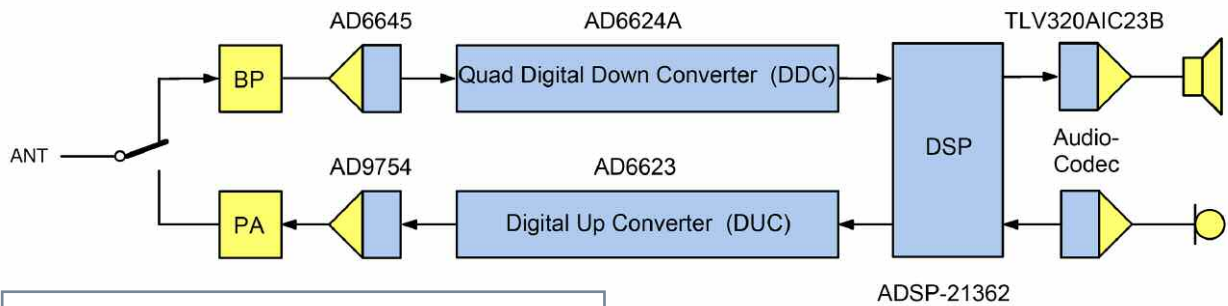 AD6645
AD6624A
TLV320AIC23B
BP
Quad Digital Down Converter (DDC)
DSP
ANT
Audio-
Codec
AD9754
AD6623
PA
Digital Up Converter (DUC)
ADSP-21362